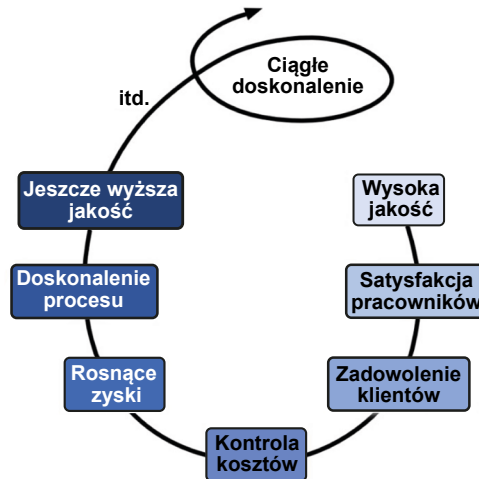 Ciągłe
doskonalenie
itd.
Jeszcze wyższa
jakość
Wysoka
jakość
Doskonalenie
procesu
Satysfakcja
pracowników
Rosnące
zyski
Zadowolenie
klientów
Kontrola
kosztów